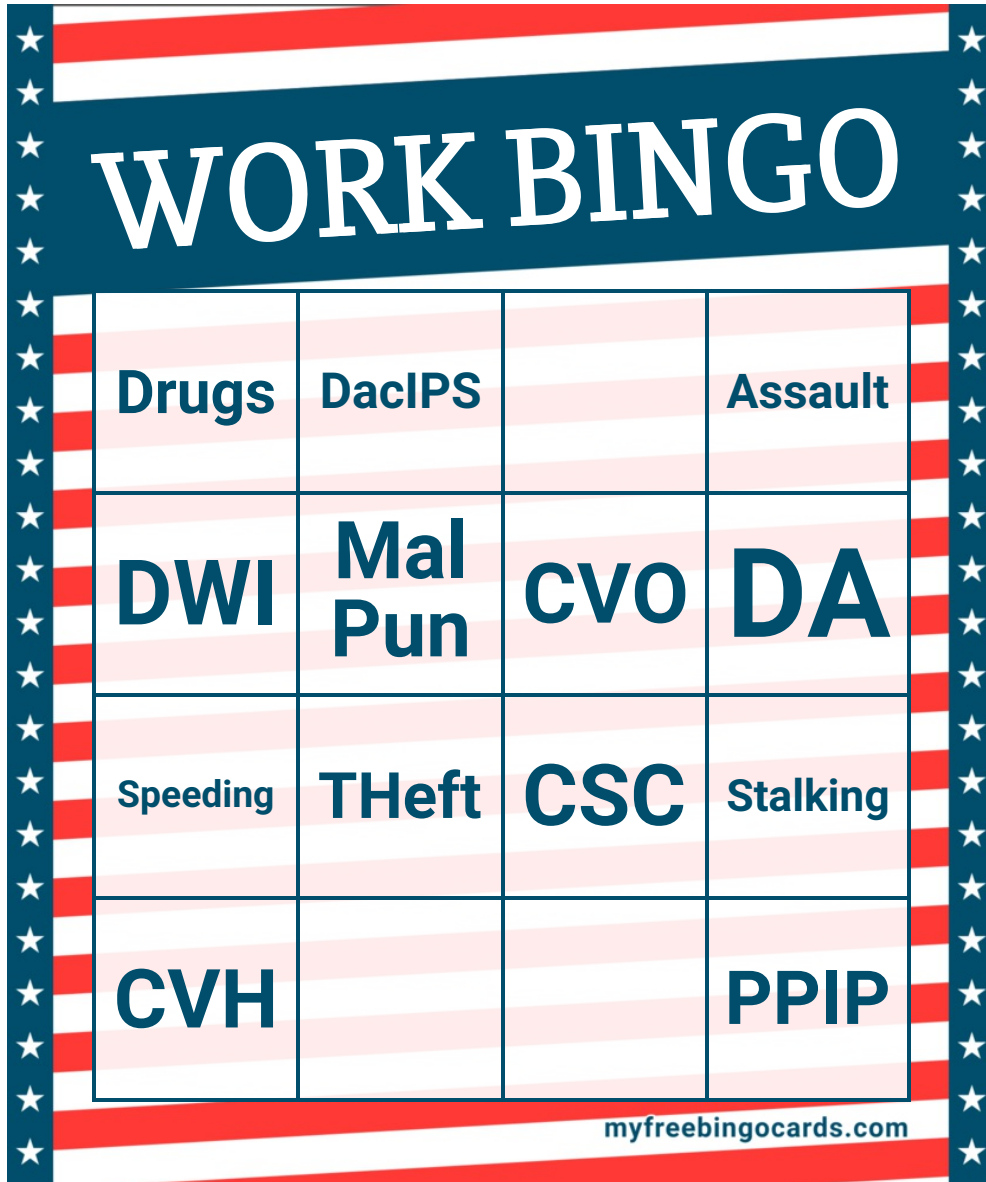 WORK BINGO
Drugs
DacIPS
Assault
DWI
Mal
Pun
CVO
DA
Speeding
THeft
CSC
Stalking
CVH
PPIP
myfreebingocards.com